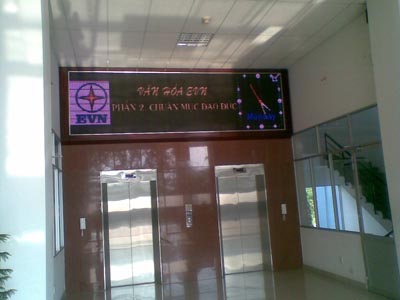 VĂN HÓA EVN
PHẦN 2 CHUẨN MỰC ĐẠO ĐỨC
EVN